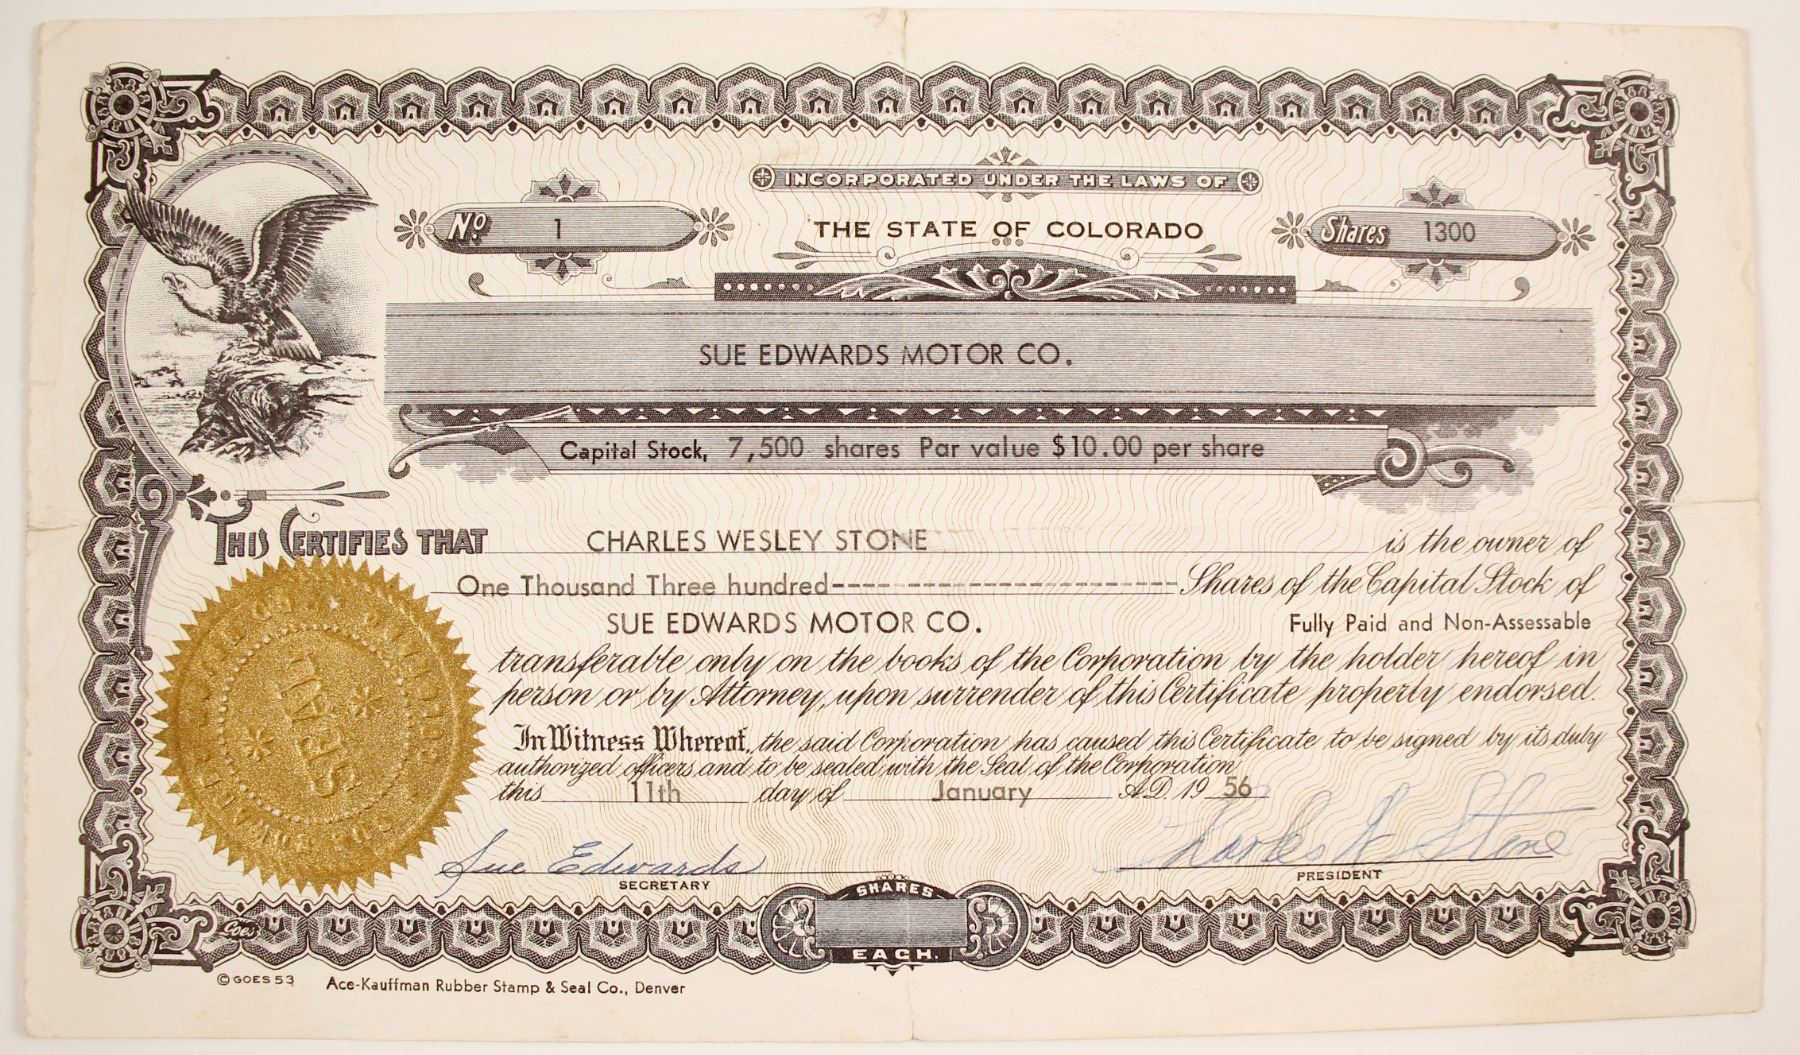 INCORPORATED UNDER THE LAWS OF
No. 1
THE STATE OF COLORADO
Shares 1300
SUE EDWARDS MOTOR CO.
Capital Stock, 7,500 shares Par value $10.00 per share
THIS CERTIFIES THAT CHARLES WESLEY STONE is the owner of
One Thousand Three hundred------------------------- Shares of the Capital Stock of
SUE EDWARDS MOTOR CO. Fully Paid and Non-Assessable
transferable only on the books of the Corporation by the holder hereof in
person or by Attorney, upon surrender of this Certificate properly endorsed.
In Witness Whereof, the said Corporation has caused this Certificate to be signed by its duly
authorized officers and to be sealed with the Seal of the Corporation
this 11th day of January A.D. 19 56
Sue Edwards
Charles W Stone
SECRETARY
PRESIDENT
SEAL
SHARES
EACH.
Goes
© GOES 53
Ace-Kauffman Rubber Stamp & Seal Co., Denver